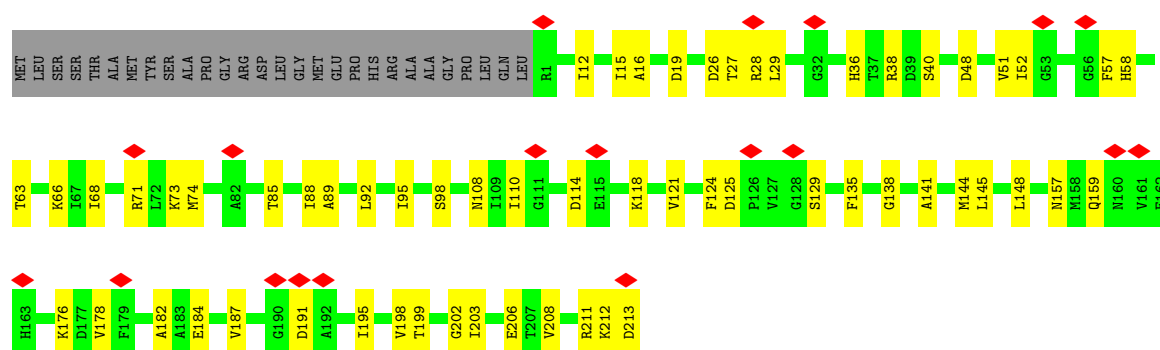 MET LEU SER SER THR ALA MET TYR SER ALA PRO GLY ARG ASP LEU GLY MET GLU PRO HIS ARG ALA ALA GLY PRO LEU GLN LEU R1 I12 I15 A16 D19 D26 T27 R28 L29 G32 H36 T37 R38 D39 S40 D48 V51 I52 G53 G56 F57 H58
T63 K66 I67 I68 R71 L72 K73 M74 A82 T85 I88 A89 L92 I95 S98 N108 I109 I110 G111 D114 E115 K118 V121 F124 D125 P126 V127 G128 S129 F135 G138 A141 M144 L145 L148 N157 M158 Q159 N160 V161 E162
H163 K176 D177 V178 F179 A182 A183 E184 V187 G190 D191 A192 I195 V198 T199 G202 I203 E206 T207 V208 R211 K212 D213